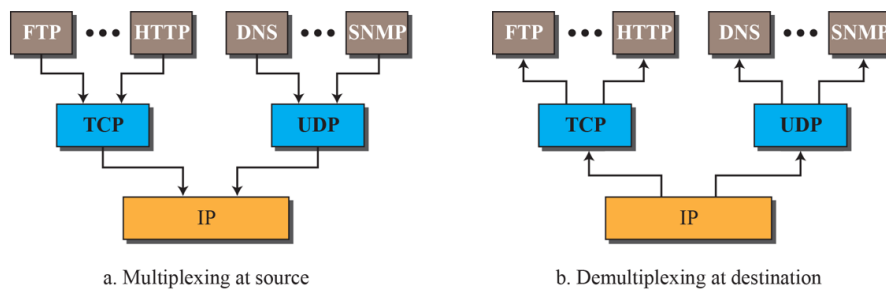 FTP ••• HTTP DNS ••• SNMP
TCP UDP
IP
a. Multiplexing at source
FTP ••• HTTP DNS ••• SNMP
TCP UDP
IP
b. Demultiplexing at destination